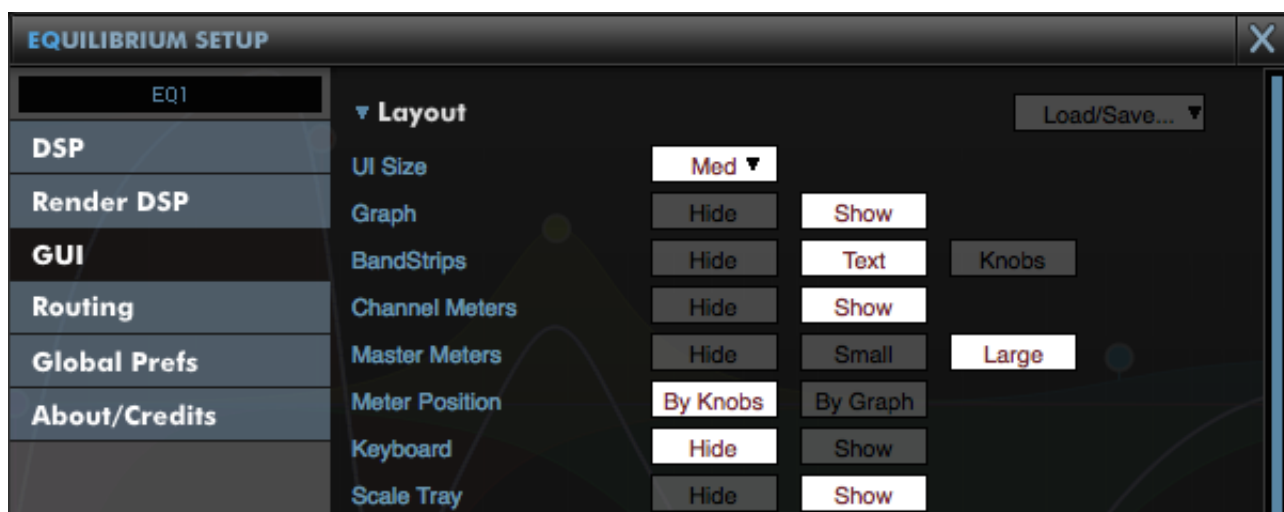 EQUILIBRIUM SETUP X
EQ1
DSP
Render DSP
GUI
Routing
Global Prefs
About/Credits
Layout Load/Save...
UI Size Med
Graph Hide Show
BandStrips Hide Text Knobs
Channel Meters Hide Show
Master Meters Hide Small Large
Meter Position By Knobs By Graph
Keyboard Hide Show
Scale Tray Hide Show